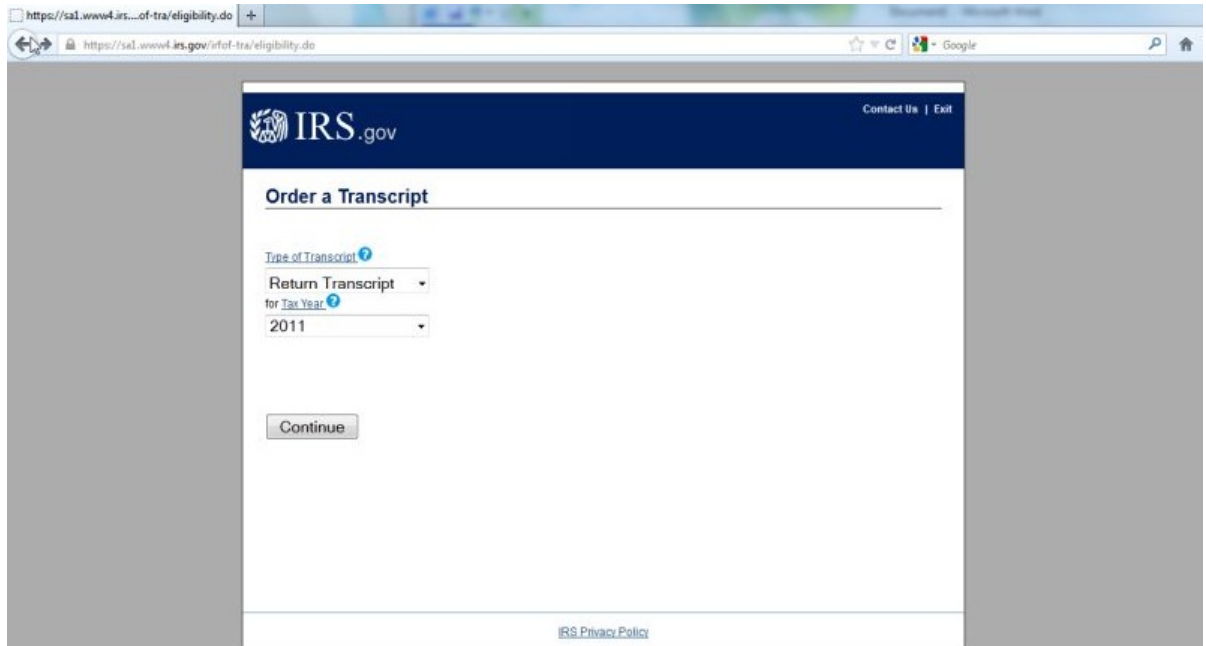 https://sa1.www4.irs....of-tra/eligibility.do +
https://sa1.www4.irs.gov/irfof-tra/eligibility.do Google
IRS.gov
Contact Us | Exit
Order a Transcript
Type of Transcript ?
Return Transcript
for Tax Year ?
2011
Continue
IRS Privacy Policy